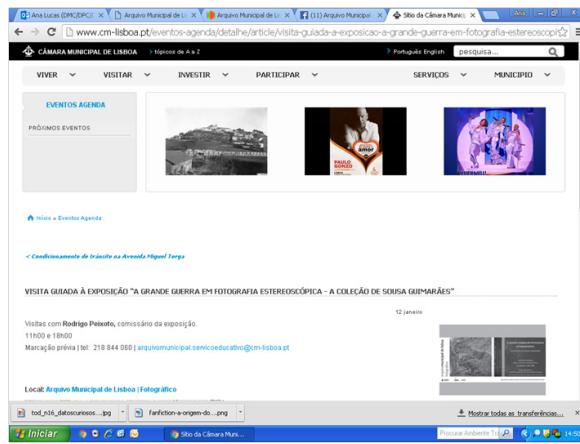 Ana Lucas (DMC/DPC/
Arquivo Municipal de Li
Arquivo Municipal de Li
(11) Arquivo Municipal
Sítio da Câmara Munic
www.cm-lisboa.pt/eventos-agenda/detalhe/article/visita-guiada-a-exposicao-a-grande-guerra-em-fotografia-estereoscopi
CÂMARA MUNICIPAL DE LISBOA
tópicos de A a Z
Português English
pesquisa...
VIVER
VISITAR
INVESTIR
PARTICIPAR
SERVIÇOS
MUNICÍPIO
EVENTOS AGENDA
PRÓXIMOS EVENTOS
amor
PAULO
GONZO
Início » Eventos Agenda
< Condicionamento de trânsito na Avenida Miguel Torga
VISITA GUIADA À EXPOSIÇÃO "A GRANDE GUERRA EM FOTOGRAFIA ESTEREOSCÓPICA - A COLEÇÃO DE SOUSA GUIMARÃES"
12 janeiro
Visitas com Rodrigo Peixoto, comissário da exposição.
11h00 e 18h00
Marcação prévia | tel: 218 844 060 | arquivomunicipal.servicoeducativo@cm-lisboa.pt
Local: Arquivo Municipal de Lisboa | Fotográfico
tod_n16_datoscuriosos....jpg
fanfiction-a-origem-do....png
Mostrar todas as transferências...
Iniciar
Sítio da Câmara Muni...
Procurar Ambiente Tr
14:50